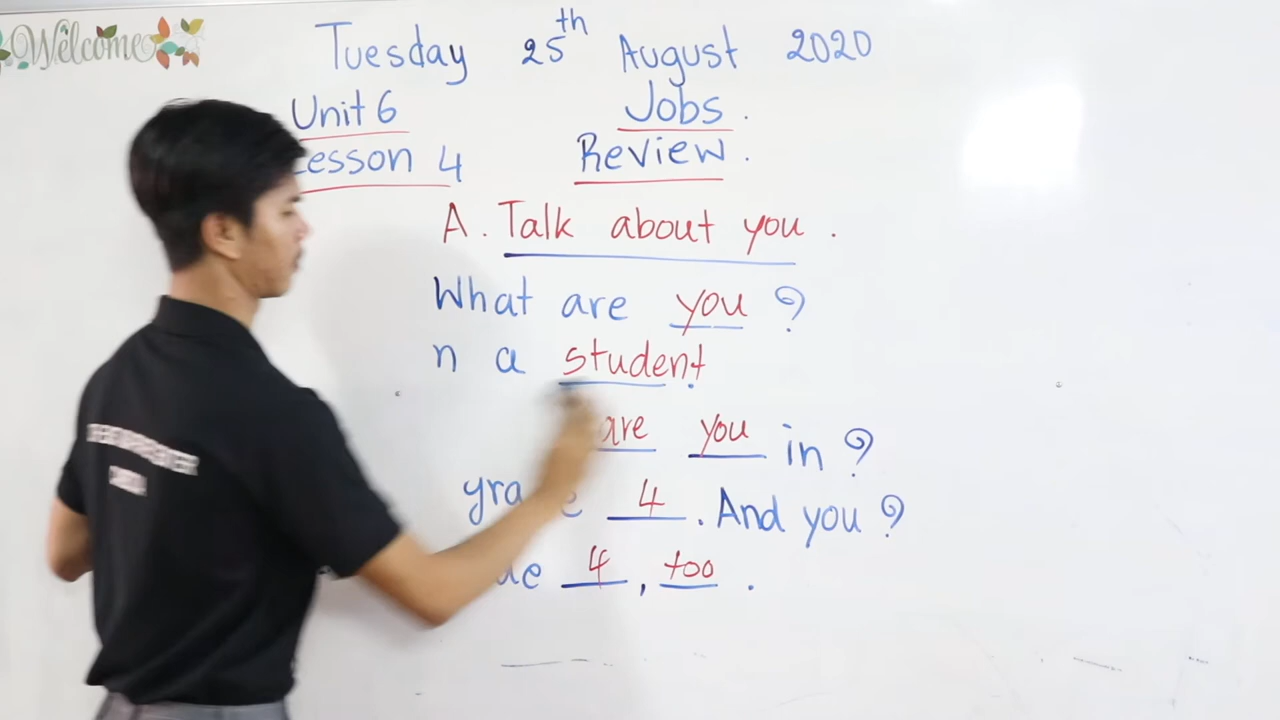 Welcome
Tuesday 25th August 2020
Unit 6 Jobs.
Lesson 4 Review.
A. Talk about you.
What are you?
n a student.
are you in?
grade 4. And you?
4, too.